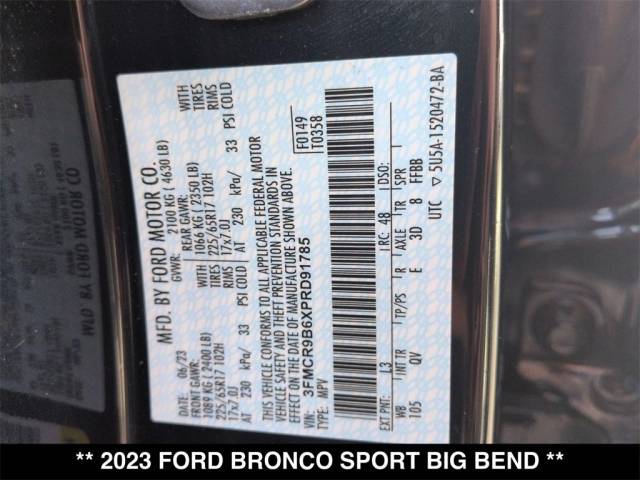 MFD. BY FORD MOTOR CO.
DATE: 06/23 GVWR: 2100 KG ( 4630 LB)
FRONT GAWR: REAR GAWR: WITH
1089 KG ( 2400 LB) 1066 KG ( 2350 LB) TIRES
225/65R17 102H 225/65R17 102H RIMS
17x7.0J 17x7.0J
AT 230 kPa/ 33 PSI COLD AT 230 kPa/ 33 PSI COLD
THIS VEHICLE CONFORMS TO ALL APPLICABLE FEDERAL MOTOR
VEHICLE SAFETY AND THEFT PREVENTION STANDARDS IN
EFFECT ON THE DATE OF MANUFACTURE SHOWN ABOVE.
VIN: 3FMCR9B6XPRD91785 F0149
TYPE: MPV T0358
EXT PNT: L3 RC: 48 DSO:
WB INT TR TP/PS R AXLE TR SPR
105 QV E 3D 8 FFBB
UTC ▽ 5U5A-1520472-BA
** 2023 FORD BRONCO SPORT BIG BEND **